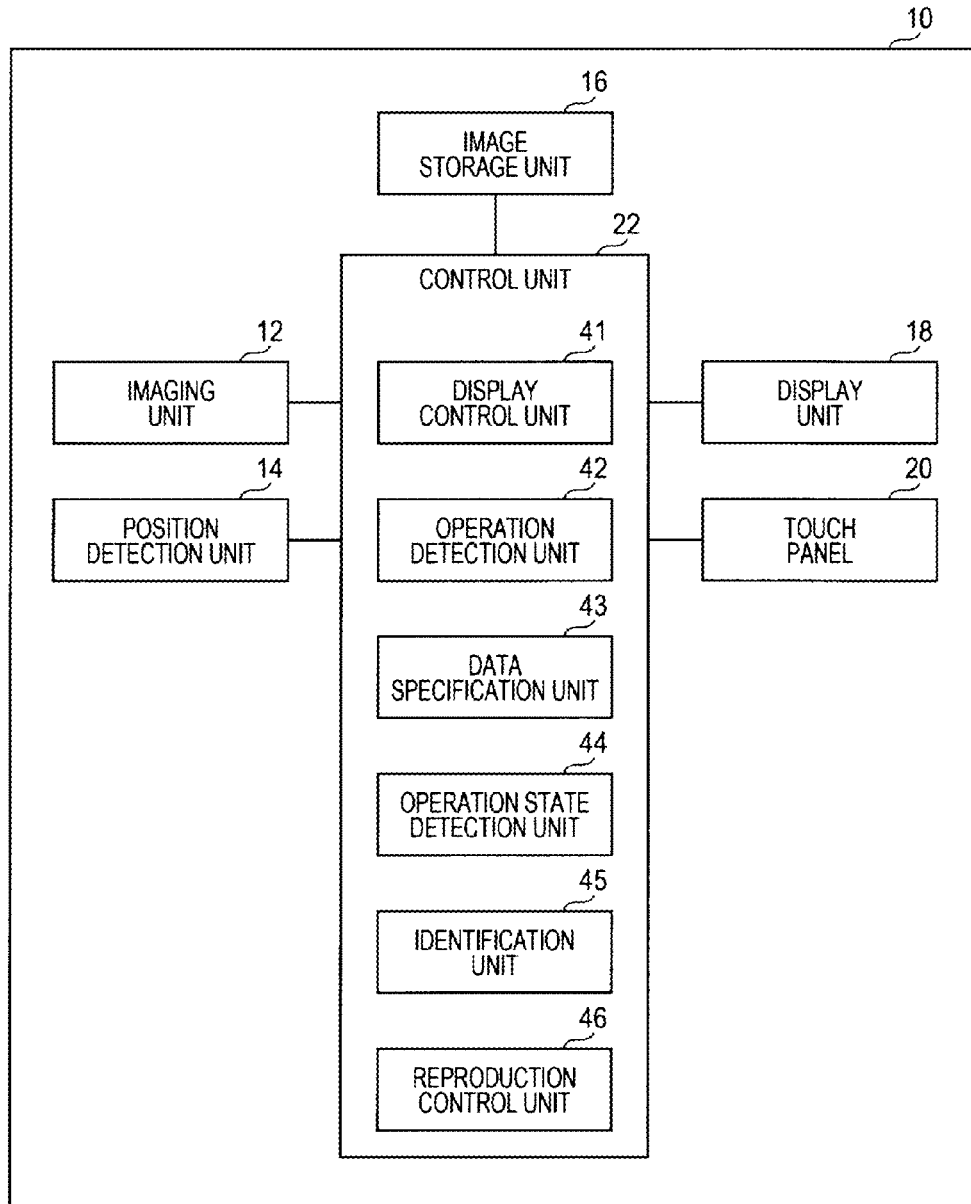 10
16
IMAGE
STORAGE UNIT
22
CONTROL UNIT
12
IMAGING
UNIT
41
DISPLAY
CONTROL UNIT
18
DISPLAY
UNIT
14
POSITION
DETECTION UNIT
42
OPERATION
DETECTION UNIT
20
TOUCH
PANEL
43
DATA
SPECIFICATION UNIT
44
OPERATION STATE
DETECTION UNIT
45
IDENTIFICATION
UNIT
46
REPRODUCTION
CONTROL UNIT